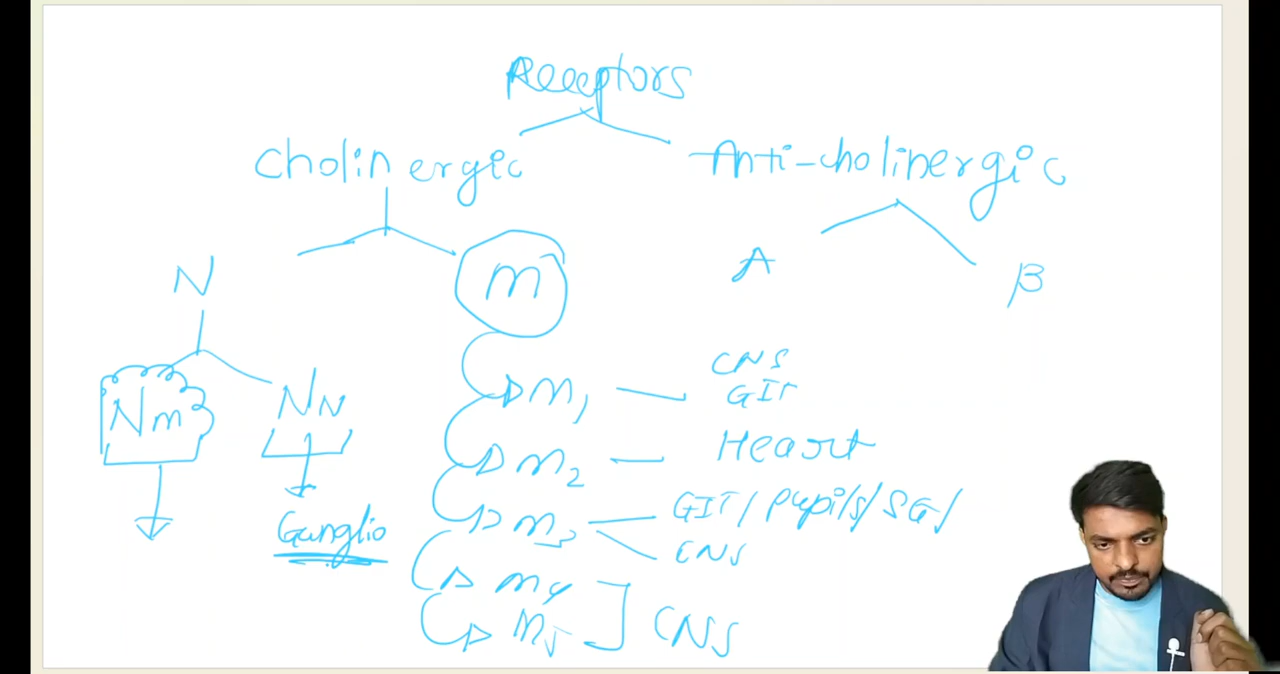 Receptors
Cholinergic Anti-cholinergic
N m A β
Nm NN M1 CNS
GIT
M2 Heart
Ganglio M3 GIT/Pupils/SG/
CNS
M4
M5 CNS